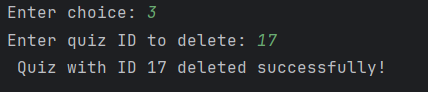 Enter choice: 3
Enter quiz ID to delete: 17
Quiz with ID 17 deleted successfully!